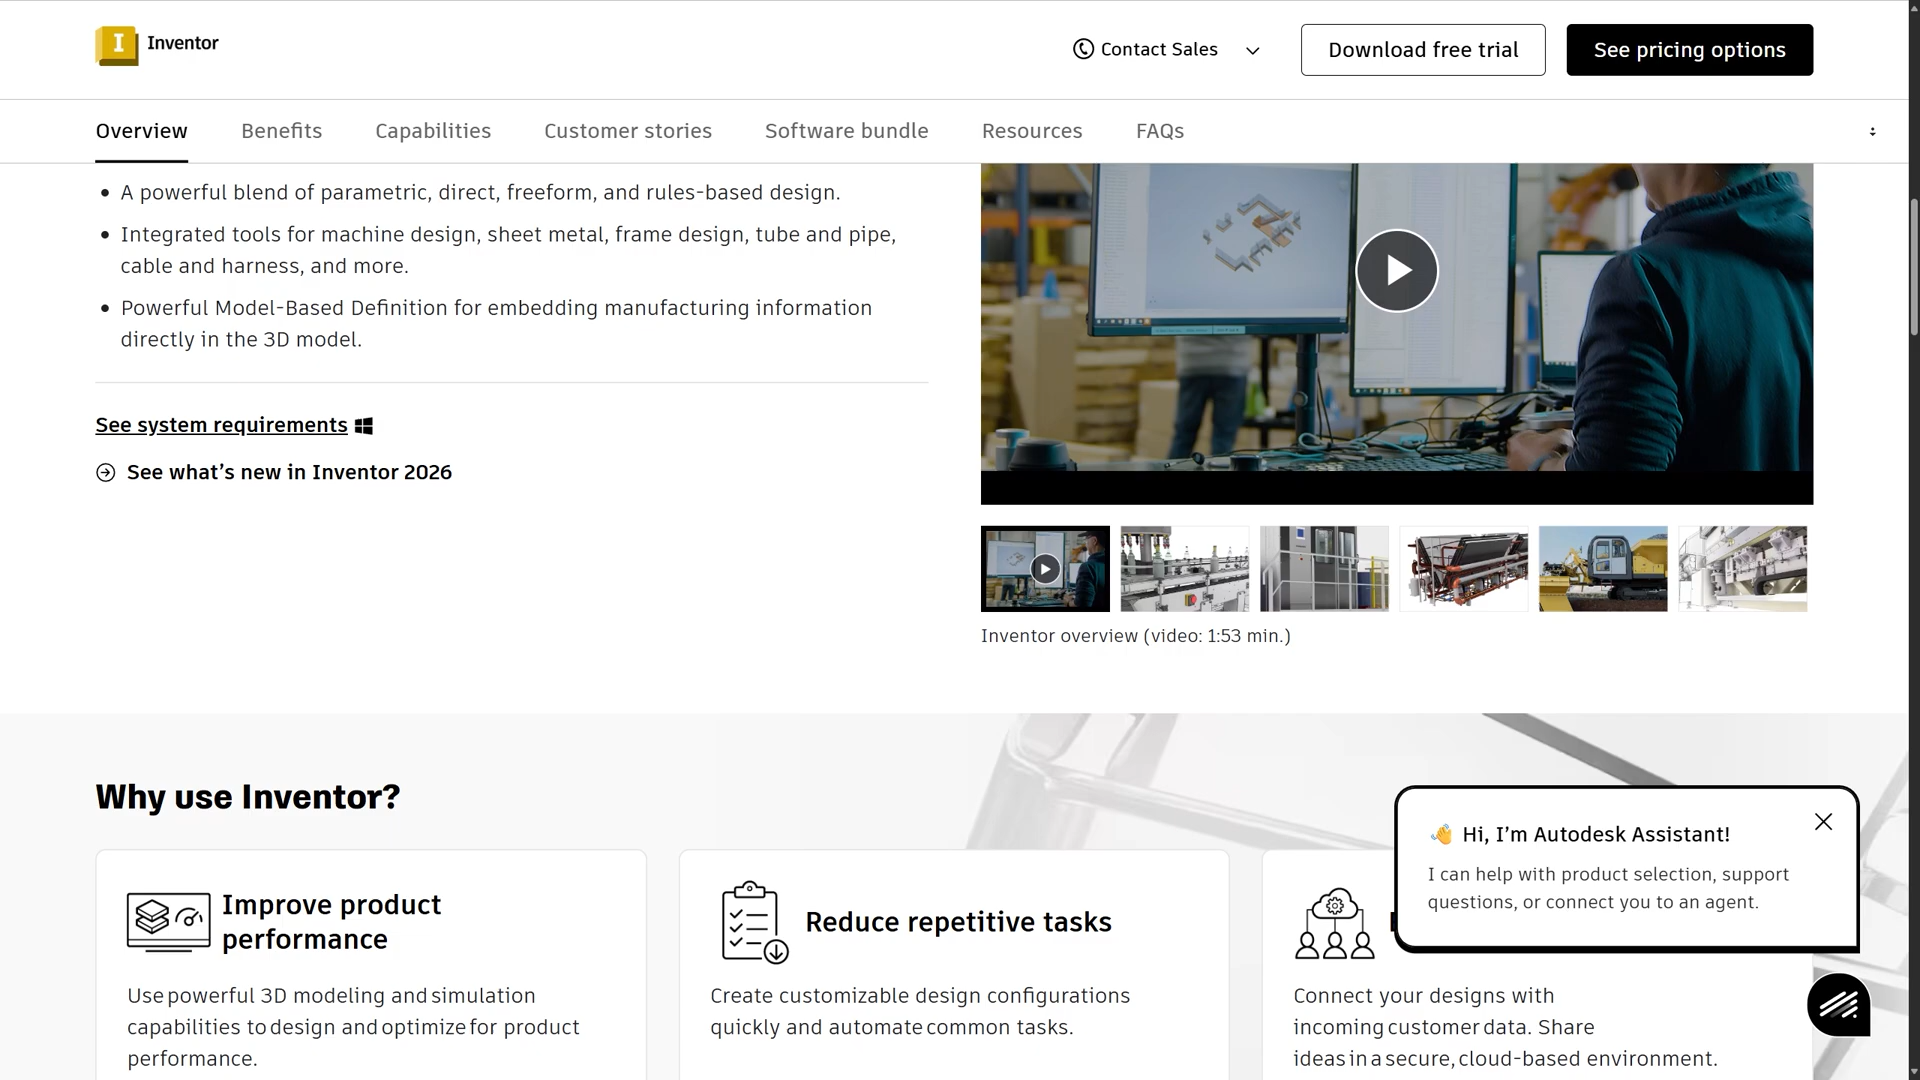 Inventor
Contact Sales
Download free trial
See pricing options
Overview
Benefits
Capabilities
Customer stories
Software bundle
Resources
FAQs
• A powerful blend of parametric, direct, freeform, and rules-based design.
• Integrated tools for machine design, sheet metal, frame design, tube and pipe,
cable and harness, and more.
• Powerful Model-Based Definition for embedding manufacturing information
directly in the 3D model.
See system requirements
See what’s new in Inventor 2026
Inventor overview (video: 1:53 min.)
Why use Inventor?
Improve product
performance
Use powerful 3D modeling and simulation
capabilities to design and optimize for product
performance.
Reduce repetitive tasks
Create customizable design configurations
quickly and automate common tasks.
Connect your designs with
incoming customer data. Share
ideas in a secure, cloud-based environment.
👋 Hi, I’m Autodesk Assistant!
I can help with product selection, support
questions, or connect you to an agent.